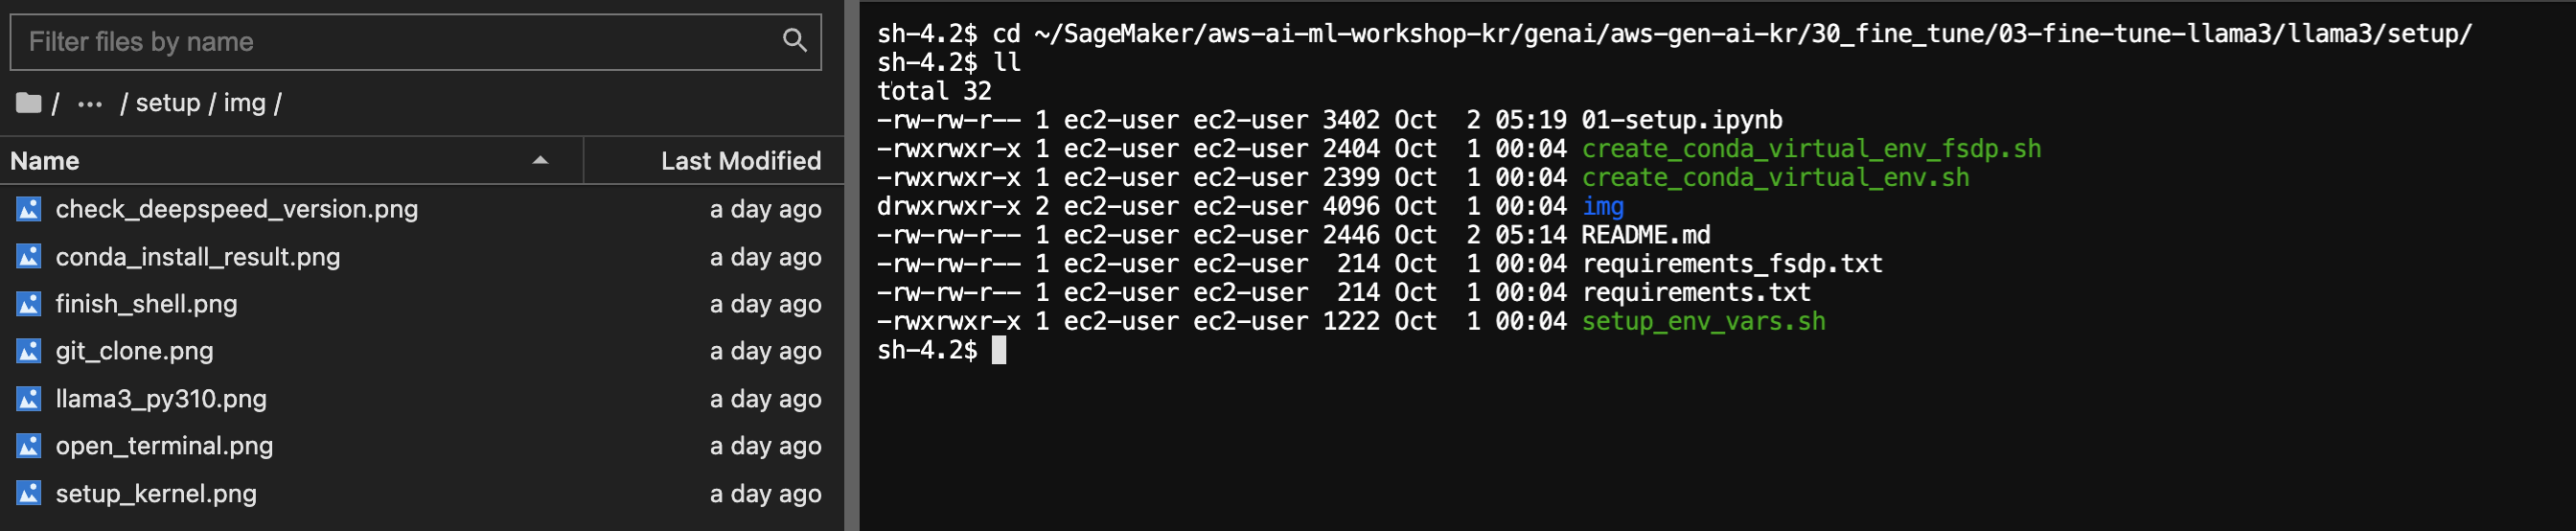 Filter files by name
/ ··· / setup / img /
Name Last Modified
check_deepspeed_version.png a day ago
conda_install_result.png a day ago
finish_shell.png a day ago
git_clone.png a day ago
llama3_py310.png a day ago
open_terminal.png a day ago
setup_kernel.png a day ago
sh-4.2$ cd ~/SageMaker/aws-ai-ml-workshop-kr/genai/aws-gen-ai-kr/30_fine_tune/03-fine-tune-llama3/llama3/setup/
sh-4.2$ ll
total 32
-rw-rw-r-- 1 ec2-user ec2-user 3402 Oct  2 05:19 01-setup.ipynb
-rwxrwxr-x 1 ec2-user ec2-user 2404 Oct  1 00:04 create_conda_virtual_env_fsdp.sh
-rwxrwxr-x 1 ec2-user ec2-user 2399 Oct  1 00:04 create_conda_virtual_env.sh
drwxrwxr-x 2 ec2-user ec2-user 4096 Oct  1 00:04 img
-rw-rw-r-- 1 ec2-user ec2-user 2446 Oct  2 05:14 README.md
-rw-rw-r-- 1 ec2-user ec2-user  214 Oct  1 00:04 requirements_fsdp.txt
-rw-rw-r-- 1 ec2-user ec2-user  214 Oct  1 00:04 requirements.txt
-rwxrwxr-x 1 ec2-user ec2-user 1222 Oct  1 00:04 setup_env_vars.sh
sh-4.2$